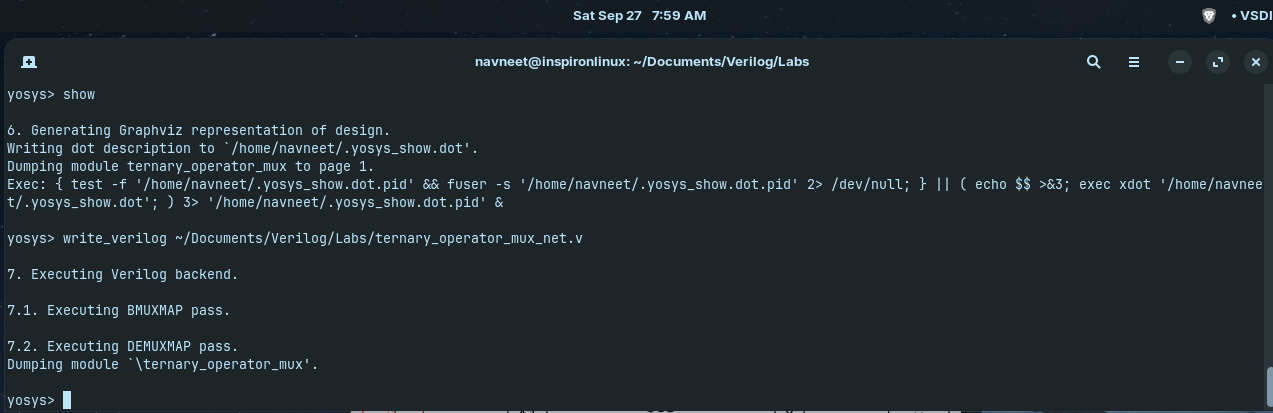 Sat Sep 27 7:59 AM
• VSDI
navneet@inspironlinux: ~/Documents/Verilog/Labs
yosys> show
6. Generating Graphviz representation of design.
Writing dot description to `/home/navneet/.yosys_show.dot'.
Dumping module ternary_operator_mux to page 1.
Exec: { test -f '/home/navneet/.yosys_show.dot.pid' && fuser -s '/home/navneet/.yosys_show.dot.pid' 2> /dev/null; } || ( echo $$ >&3; exec xdot '/home/navnee
t/.yosys_show.dot'; ) 3> '/home/navneet/.yosys_show.dot.pid' &
yosys> write_verilog ~/Documents/Verilog/Labs/ternary_operator_mux_net.v
7. Executing Verilog backend.
7.1. Executing BMUXMAP pass.
7.2. Executing DEMUXMAP pass.
Dumping module `\ternary_operator_mux'.
yosys>